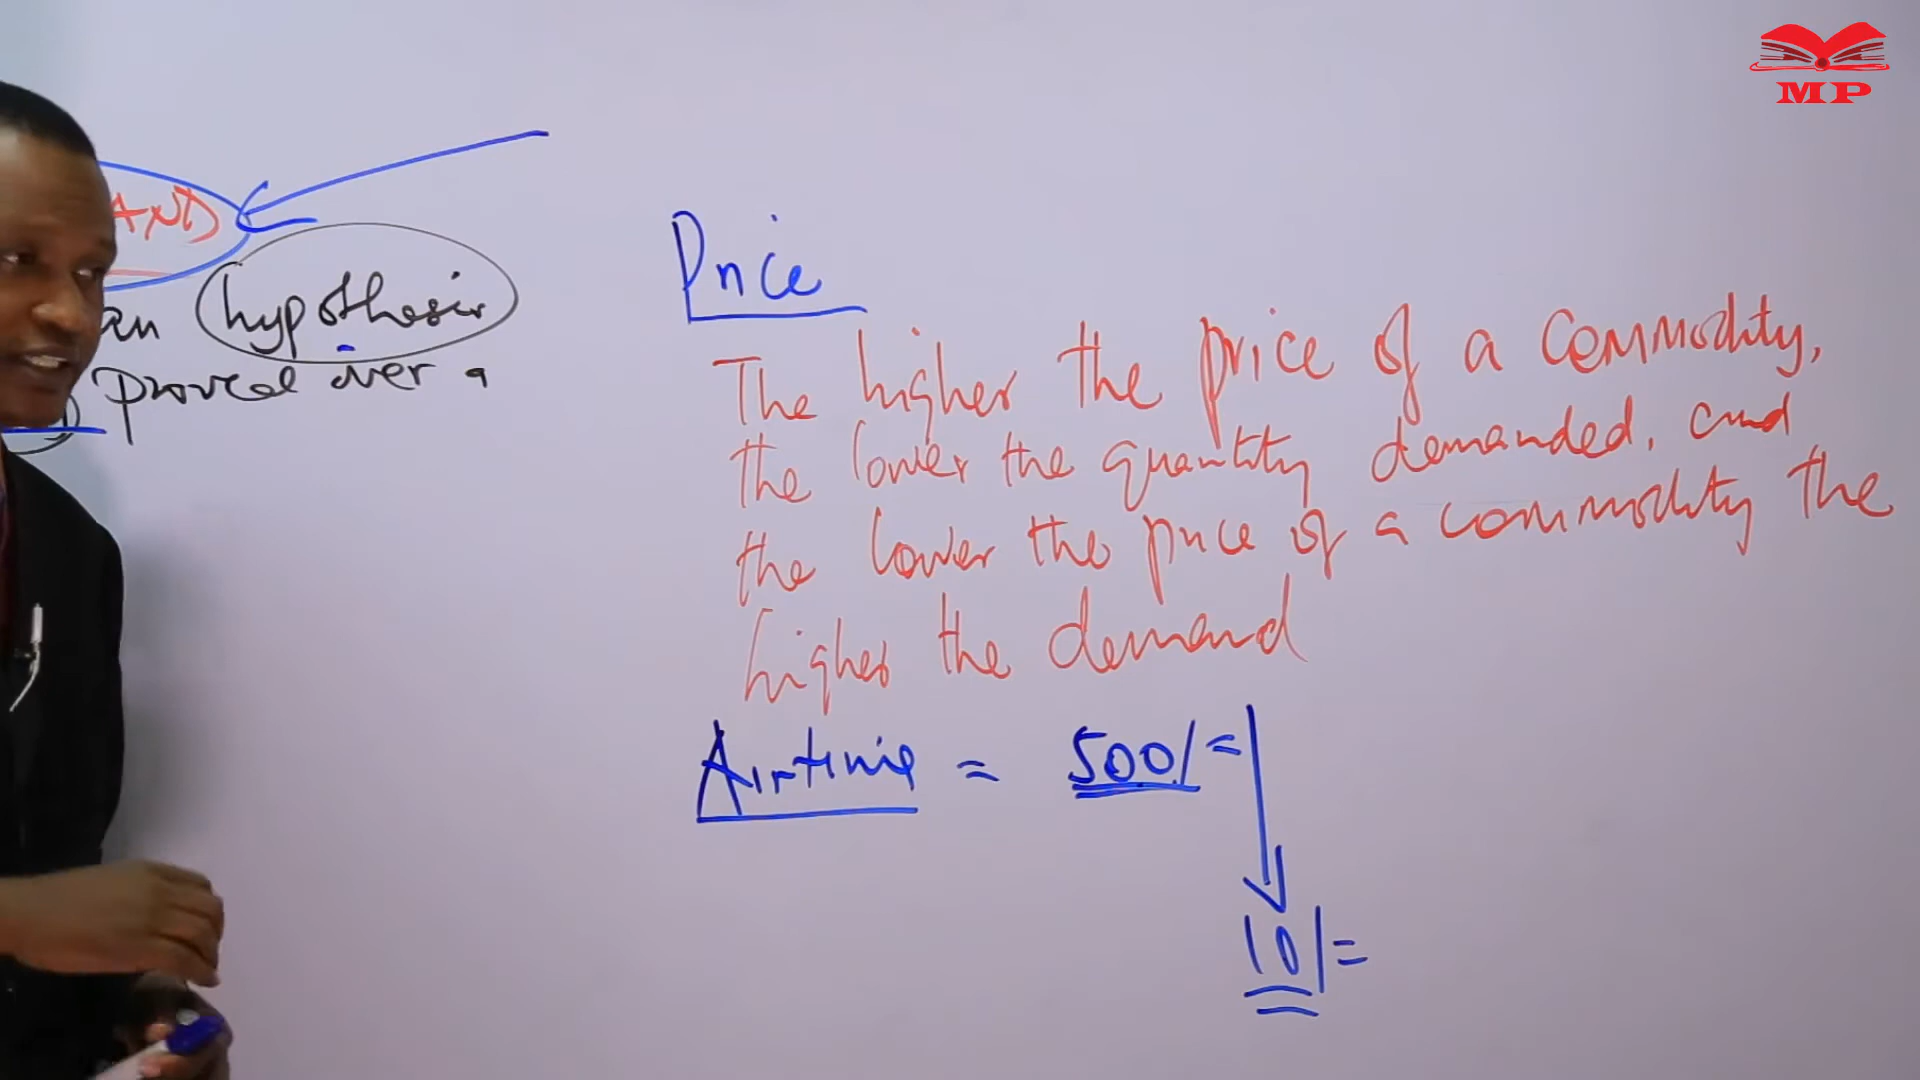 MP
AND
an hypothesis
proved over a
Price
The higher the price of a commodity,
the lower the quantity demanded, and
the lower the price of a commodity the
higher the demand
Airtime = 500/=
10/=